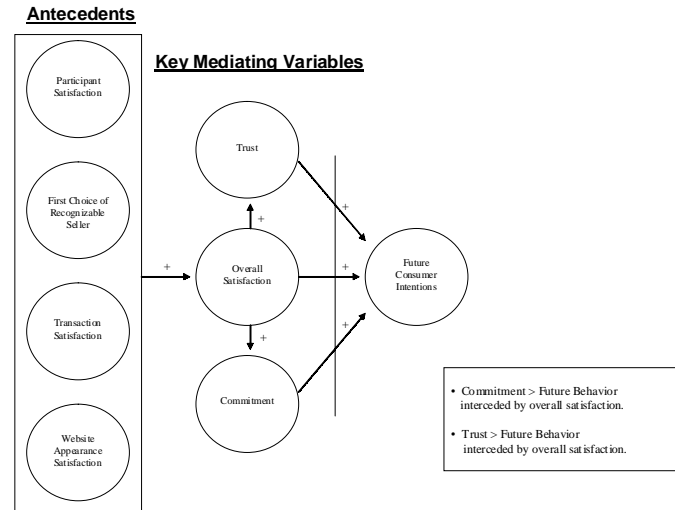 Antecedents
Participant
Satisfaction
First Choice of
Recognizable
Seller
Transaction
Satisfaction
Website
Appearance
Satisfaction
Key Mediating Variables
Trust
+
+
+
Overall
Satisfaction
+
Future
Consumer
Intentions
+
+
Commitment
• Commitment > Future Behavior
interceded by overall satisfaction.
• Trust > Future Behavior
interceded by overall satisfaction.